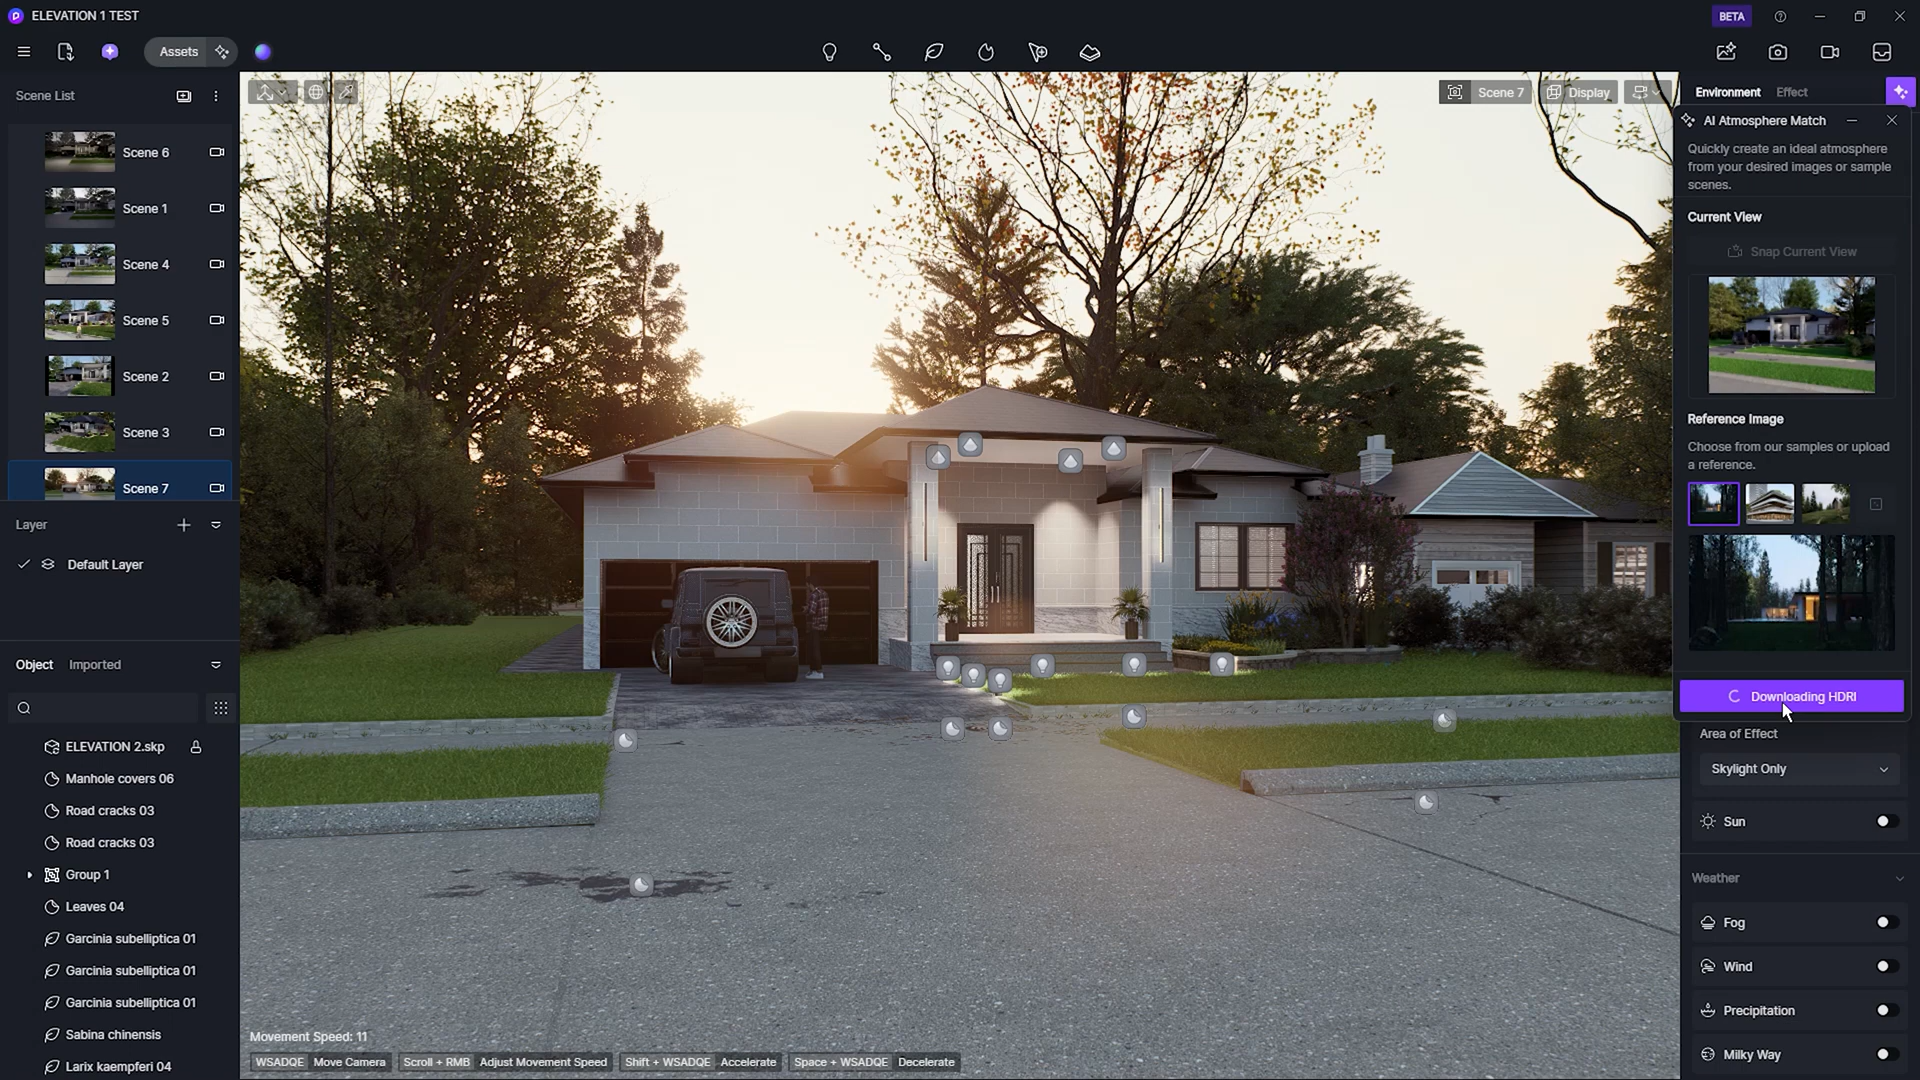 ELEVATION 1 TEST
BETA
Assets
Scene List
Scene 6
Scene 1
Scene 4
Scene 5
Scene 2
Scene 3
Scene 7
Layer
Default Layer
Object Imported
ELEVATION 2.skp
Manhole covers 06
Road cracks 03
Road cracks 03
Group 1
Leaves 04
Garcinia subelliptica 01
Garcinia subelliptica 01
Garcinia subelliptica 01
Sabina chinensis
Larix kaempferi 04
Scene 7 Display
Movement Speed: 11
WSADQE Move Camera Scroll + RMB Adjust Movement Speed Shift + WSADQE Accelerate Space + WSADQE Decelerate
Environment Effect
AI Atmosphere Match
Quickly create an ideal atmosphere
from your desired images or sample
scenes.
Current View
Snap Current View
Reference Image
Choose from our samples or upload
a reference.
Downloading HDRI
Area of Effect
Skylight Only
Sun
Weather
Fog
Wind
Precipitation
Milky Way